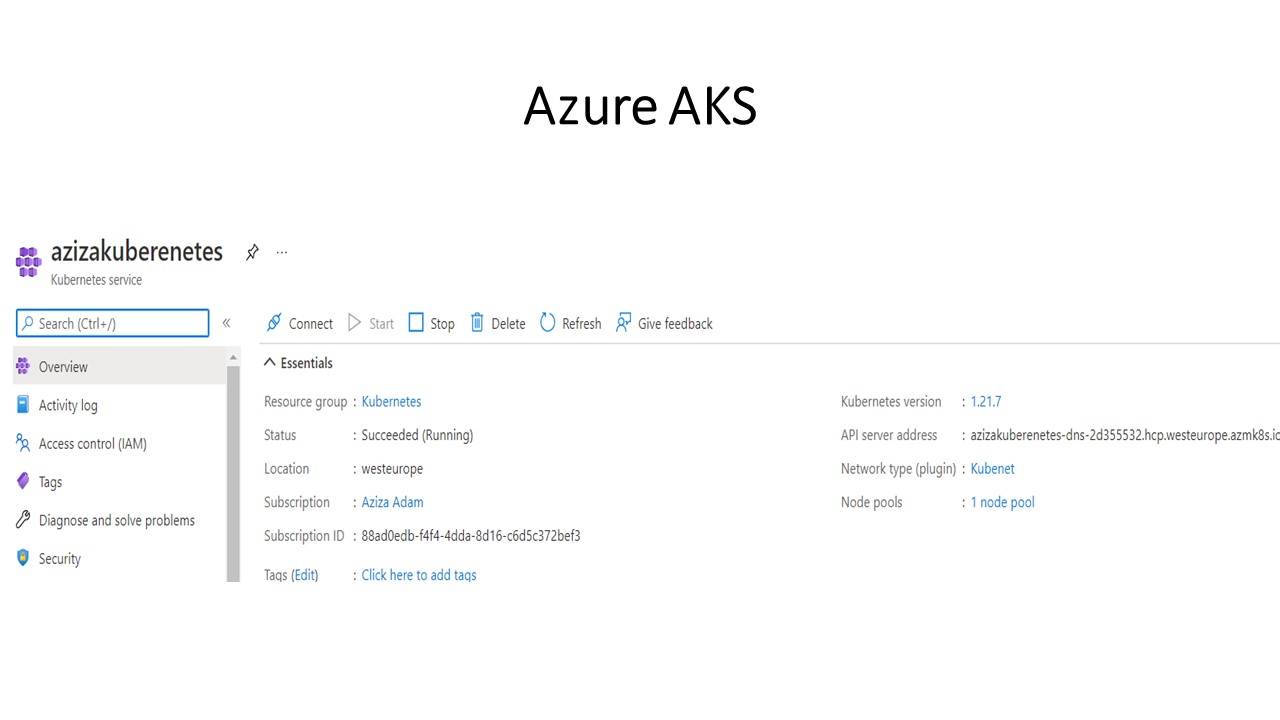 Azure AKS
azizakuberenetes
...
Kubernetes service
Search (Ctrl+/)
«
Connect
Start
Stop
Delete
Refresh
Give feedback
Overview
Activity log
Access control (IAM)
Tags
Diagnose and solve problems
Security
Essentials
Resource group : Kubernetes
Status : Succeeded (Running)
Location : westeurope
Subscription : Aziza Adam
Subscription ID : 88ad0edb-f4f4-4dda-8d16-c6d5c372bef3
Tags (Edit) : Click here to add tags
Kubernetes version : 1.21.7
API server address : azizakuberenetes-dns-2d355532.hcp.westeurope.azmk8s.io
Network type (plugin) : Kubenet
Node pools : 1 node pool